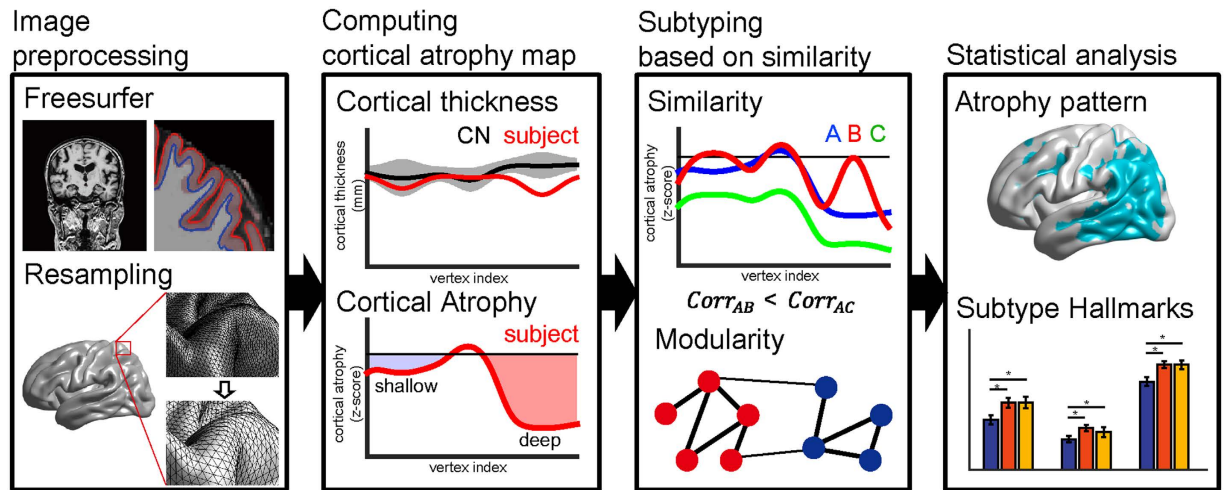 Image
preprocessing
Freesurfer
Resampling
Computing
cortical atrophy map
Cortical thickness
CN subject
cortical thickness
(mm)
vertex index
Cortical Atrophy
subject
cortical atrophy
(z-score)
shallow
deep
vertex index
Subtyping
based on similarity
Similarity
A B C
cortical atrophy
(z-score)
vertex index
Corr_AB < Corr_AC
Modularity
Statistical analysis
Atrophy pattern
Subtype Hallmarks
* *
* *
* *